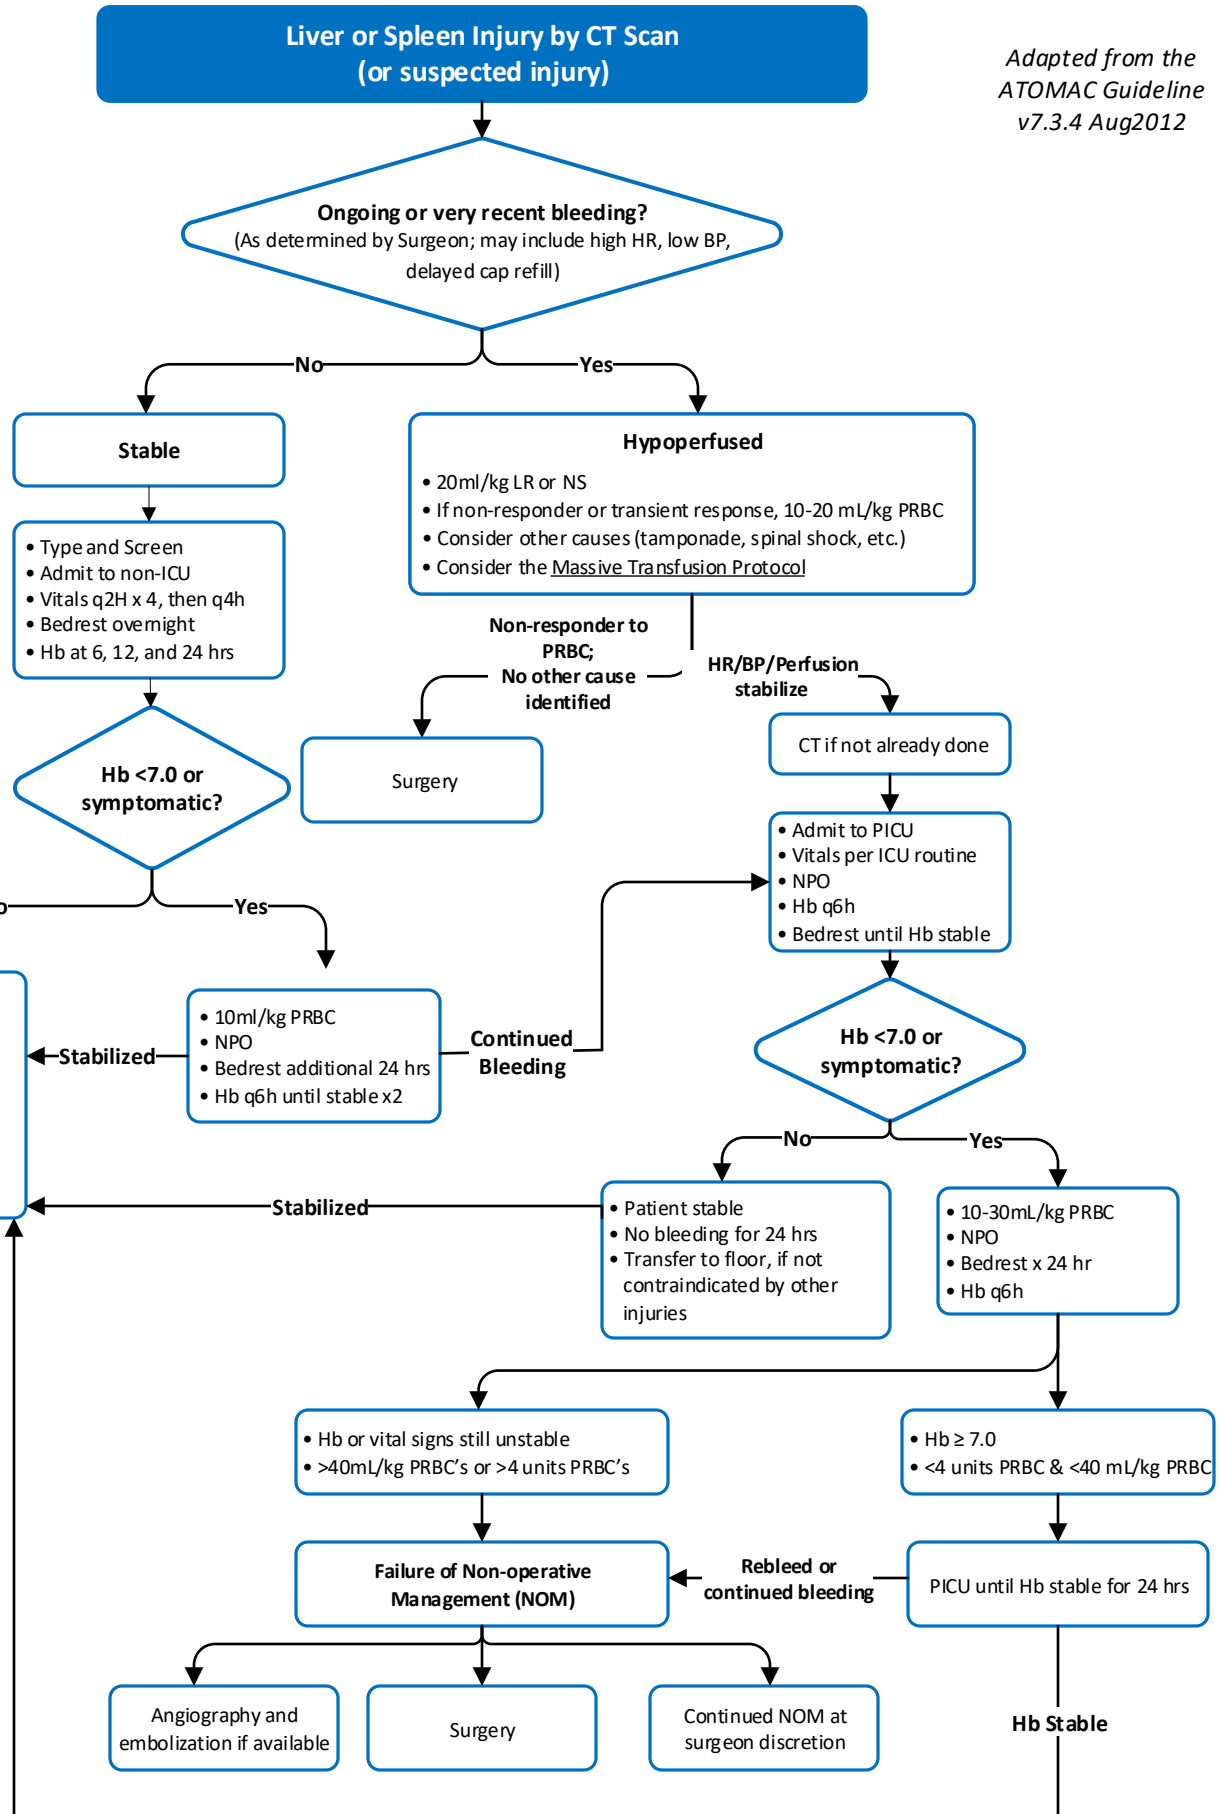 Liver or Spleen Injury by CT Scan
(or suspected injury)
Adapted from the
ATOMAC Guideline
v7.3.4 Aug2012
Ongoing or very recent bleeding?
(As determined by Surgeon; may include high HR, low BP,
delayed cap refill)
No
Yes
Stable
Hypoperfused
• 20ml/kg LR or NS
• If non-responder or transient response, 10-20 mL/kg PRBC
• Consider other causes (tamponade, spinal shock, etc.)
• Consider the Massive Transfusion Protocol
• Type and Screen
• Admit to non-ICU
• Vitals q2H x 4, then q4h
• Bedrest overnight
• Hb at 6, 12, and 24 hrs
Non-responder to
PRBC;
No other cause
identified
HR/BP/Perfusion
stabilize
Surgery
CT if not already done
Hb <7.0 or
symptomatic?
• Admit to PICU
• Vitals per ICU routine
• NPO
• Hb q6h
• Bedrest until Hb stable
Yes
• 10ml/kg PRBC
• NPO
• Bedrest additional 24 hrs
• Hb q6h until stable x2
Stabilized
Continued
Bleeding
Hb <7.0 or
symptomatic?
No
Yes
Stabilized
• Patient stable
• No bleeding for 24 hrs
• Transfer to floor, if not
contraindicated by other
injuries
• 10-30mL/kg PRBC
• NPO
• Bedrest x 24 hr
• Hb q6h
• Hb or vital signs still unstable
• >40mL/kg PRBC's or >4 units PRBC's
• Hb ≥ 7.0
• <4 units PRBC & <40 mL/kg PRBC
Failure of Non-operative
Management (NOM)
Rebleed or
continued bleeding
PICU until Hb stable for 24 hrs
Angiography and
embolization if available
Surgery
Continued NOM at
surgeon discretion
Hb Stable